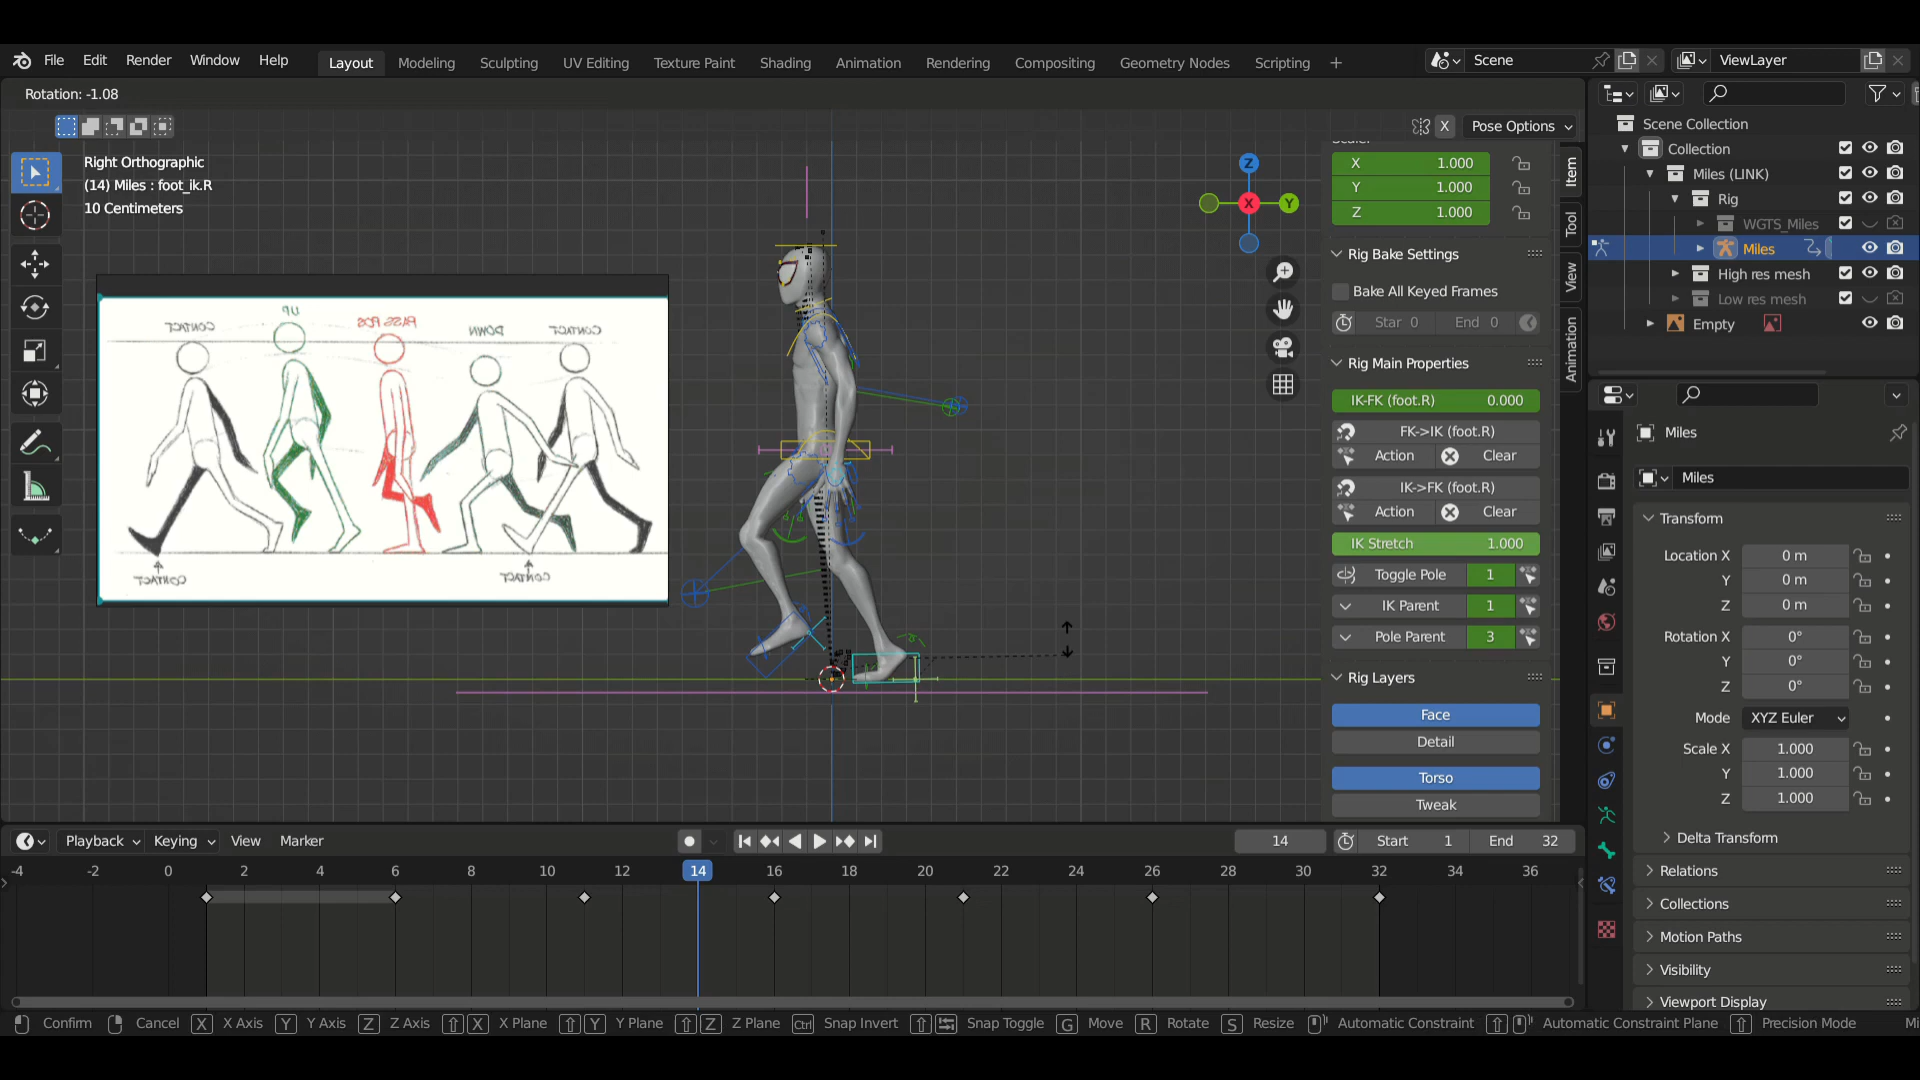 File Edit Render Window Help Layout Modeling Sculpting UV Editing Texture Paint Shading Animation Rendering Compositing Geometry Nodes Scripting + Scene ViewLayer
Rotation: -1.08
X Pose Options
Right Orthographic
(14) Miles : foot_ik.R
10 Centimeters
Z
X
Y
CONTACT
UP
PASS POS
DOWN
CONTACT
CONTACT
CONTACT
X 1.000
Y 1.000
Z 1.000
Rig Bake Settings
Bake All Keyed Frames
Star 0 End 0
Rig Main Properties
IK-FK (foot.R) 0.000
FK->IK (foot.R)
Action Clear
IK->FK (foot.R)
Action Clear
IK Stretch 1.000
Toggle Pole 1
IK Parent 1
Pole Parent 3
Rig Layers
Face
Detail
Torso
Tweak
Item
Tool
View
Animation
Scene Collection
Collection
Miles (LINK)
Rig
WGTS_Miles
Miles
High res mesh
Low res mesh
Empty
Miles
Miles
Transform
Location X 0 m
Y 0 m
Z 0 m
Rotation X 0°
Y 0°
Z 0°
Mode XYZ Euler
Scale X 1.000
Y 1.000
Z 1.000
Delta Transform
Relations
Collections
Motion Paths
Visibility
Viewport Display
Playback Keying View Marker 14 Start 1 End 32
-4 -2 0 2 4 6 8 10 12 14 16 18 20 22 24 26 28 30 32 34 36
Confirm Cancel X X Axis Y Y Axis Z Z Axis X X Plane Y Y Plane Z Z Plane Ctrl Snap Invert Snap Toggle G Move R Rotate S Resize Automatic Constraint Automatic Constraint Plane Precision Mode